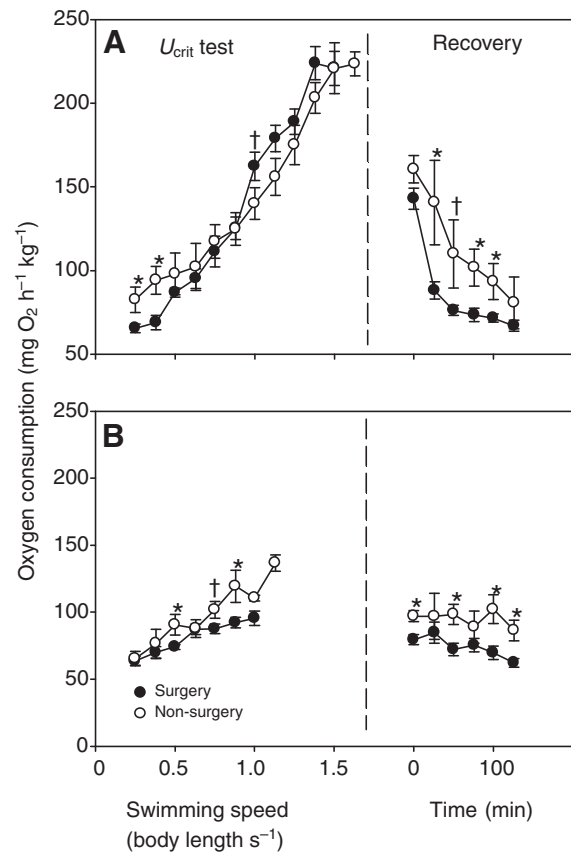 250
A
U_crit test
Recovery
200
†
*
150
†
* *
* *
100
50
Oxygen consumption (mg O₂ h⁻¹ kg⁻¹)
250
B
200
150
*
†
*
*
*
*
*
100
50
Surgery
Non-surgery
0
0 0.5 1.0 1.5 0 100
Swimming speed
(body length s⁻¹)
Time (min)